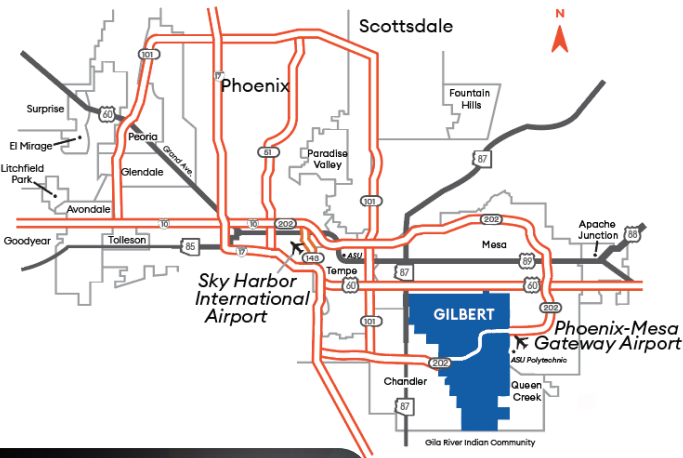 N
Scottsdale
101
17
Phoenix
Fountain
Hills
Surprise
60
Peoria
El Mirage
Grand Ave.
51
Paradise
Valley
87
Litchfield
Park
Glendale
101
Avondale
10
10
202
202
Apache
Junction
88
Goodyear
Tolleson
85
17
143
ASU
Mesa
89
Tempe
87
Sky Harbor
International
Airport
60
60
202
GILBERT
101
Phoenix-Mesa
Gateway Airport
ASU Polytechnic
202
Chandler
Queen
Creek
87
Gila River Indian Community